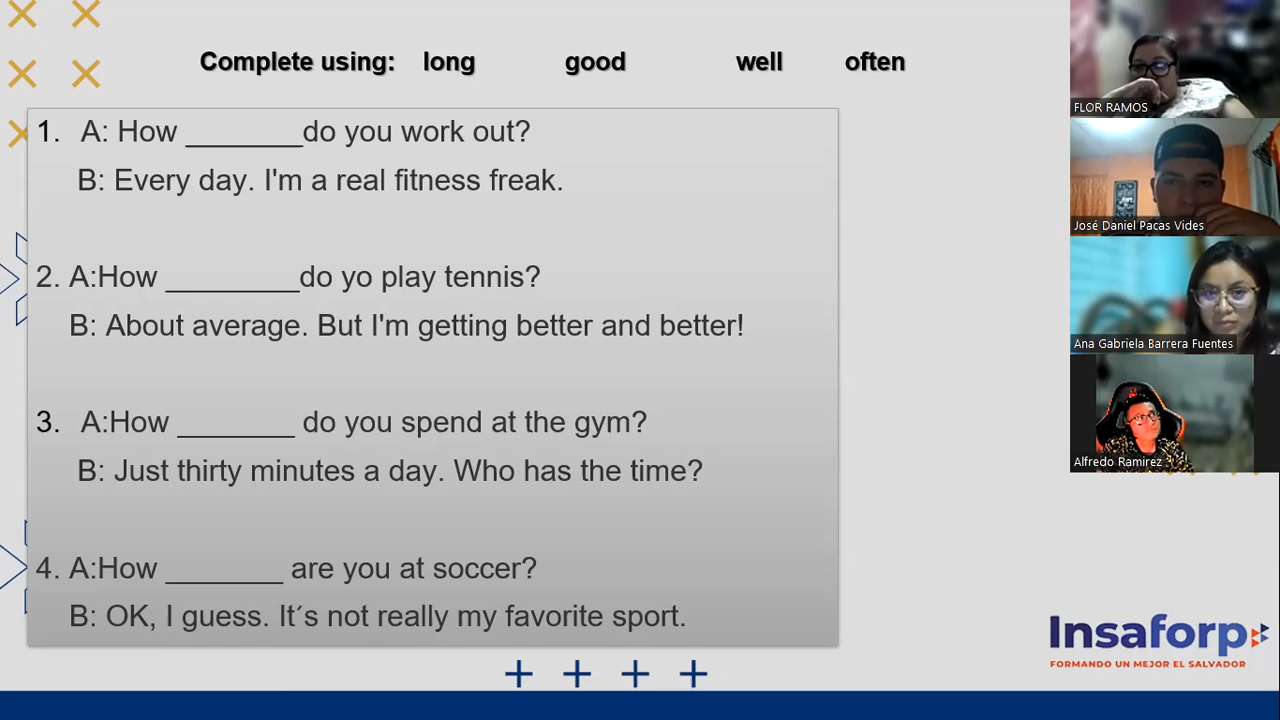 Complete using: long good well often
1. A: How _______do you work out?
B: Every day. I'm a real fitness freak.
2. A:How ________do yo play tennis?
B: About average. But I'm getting better and better!
3. A:How _______ do you spend at the gym?
B: Just thirty minutes a day. Who has the time?
4. A:How _______ are you at soccer?
B: OK, I guess. It´s not really my favorite sport.
FLOR RAMOS
José Daniel Pacas Vides
Ana Gabriela Barrera Fuentes
Alfredo Ramirez
Insaforp
FORMANDO UN MEJOR EL SALVADOR